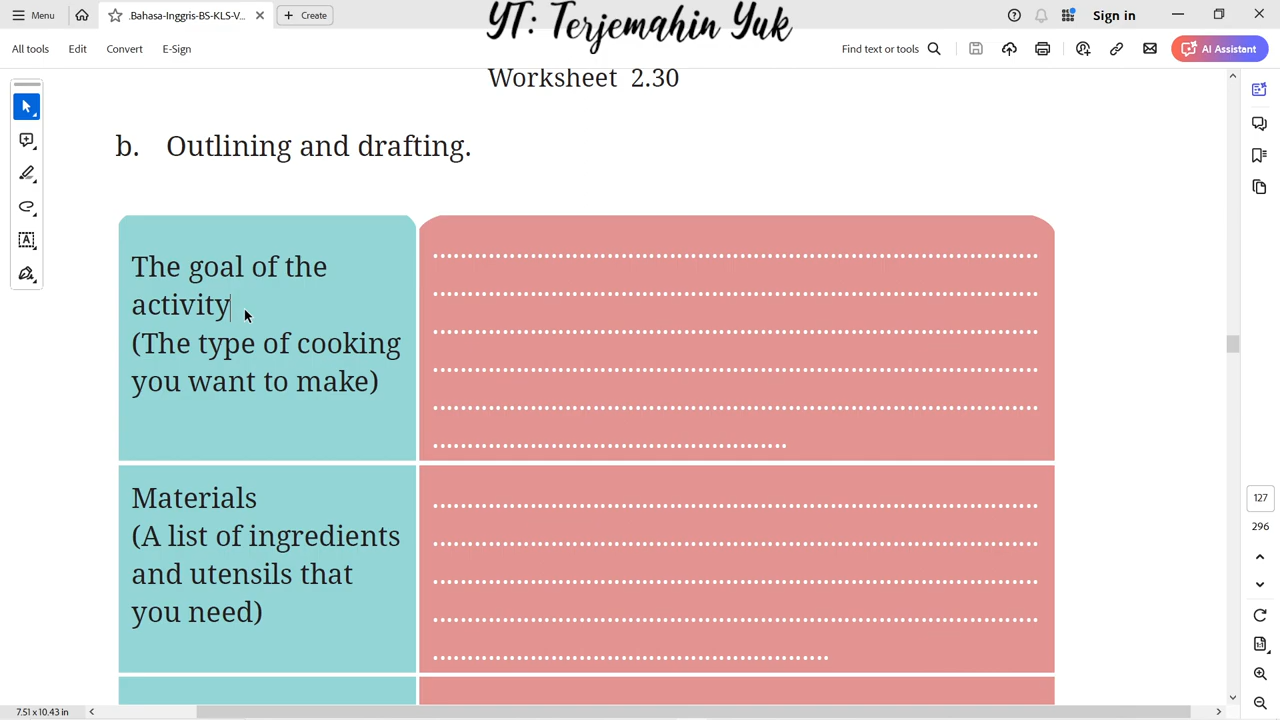 Menu
.Bahasa-Inggris-BS-KLS-V...
Create
YT: Terjemahin Yuk
Sign in
All tools
Edit
Convert
E-Sign
Find text or tools
AI Assistant
Worksheet 2.30
b. Outlining and drafting.
The goal of the
activity
(The type of cooking
you want to make)
Materials
(A list of ingredients
and utensils that
you need)
127
296
7.51 x 10.43 in